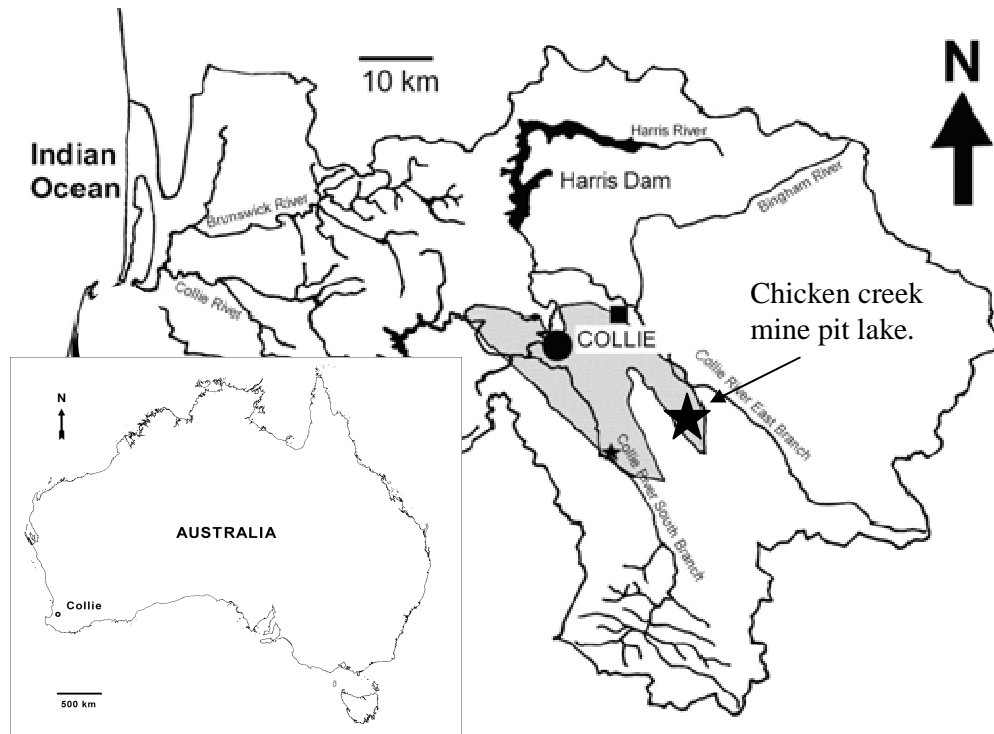 10 km
N
Indian
Ocean
Harris River
Harris Dam
Bingham River
Brunswick River
Collie River
Chicken creek
mine pit lake.
COLLIE
Collie River East Branch
Collie River South Branch
N
AUSTRALIA
Collie
500 km